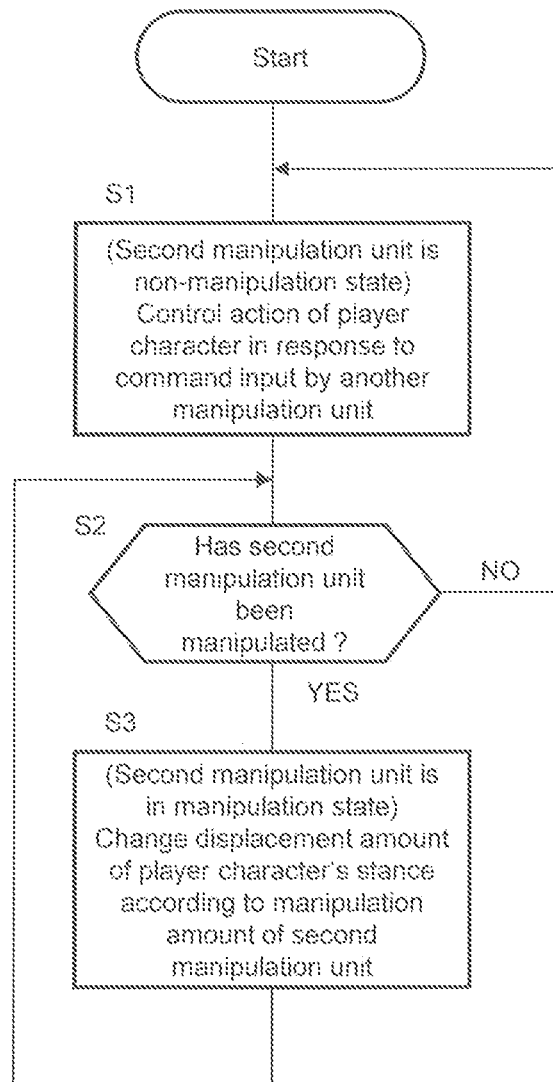 Start
S1
(Second manipulation unit is
non-manipulation state)
Control action of player
character in response to
command input by another
manipulation unit
S2
Has second
manipulation unit
been
manipulated ?
NO
YES
S3
(Second manipulation unit is
in manipulation state)
Change displacement amount
of player character's stance
according to manipulation
amount of second
manipulation unit